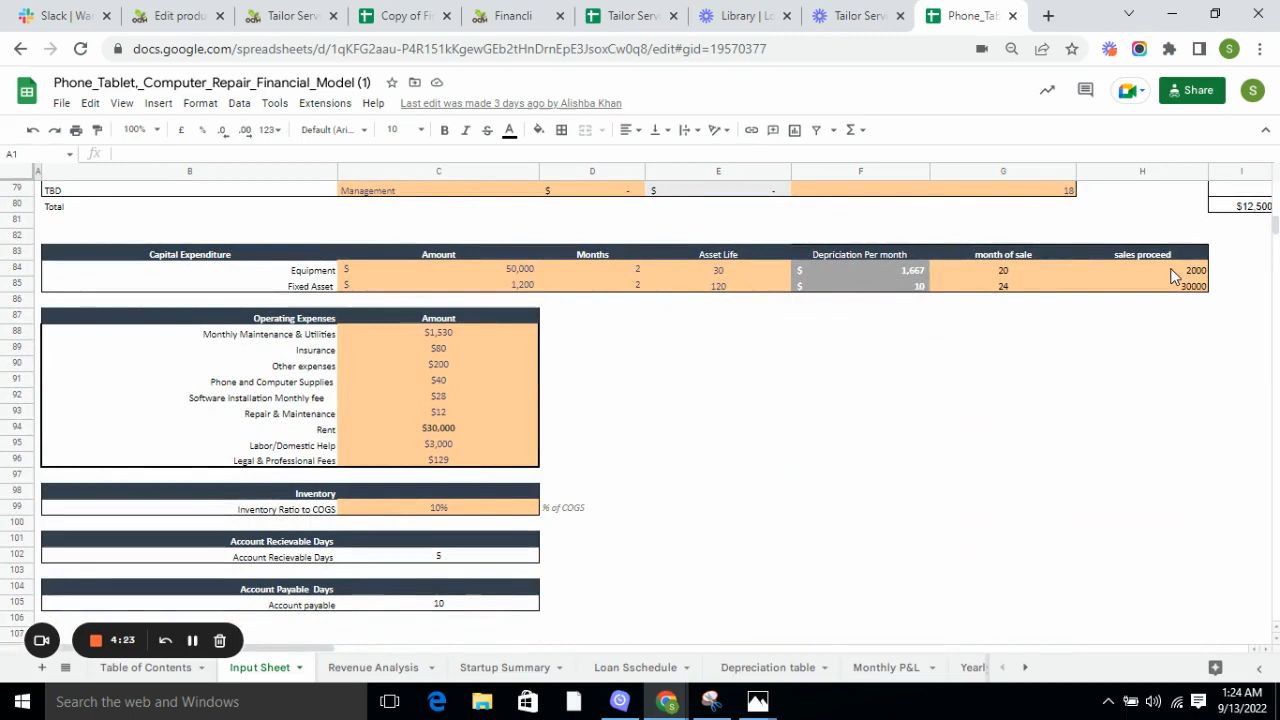 Slack | Wa:
Edit produ
Tailor Serv
Copy of Fi
Financi
Tailor Ser
Library | Lo
Tailor Serv
Phone_Tab
docs.google.com/spreadsheets/d/1qKFG2aau-P4R151kKgewGEb2tHnDrnEpE3JsoxCw0q8/edit#gid=19570377
S
Phone_Tablet,_Computer_Repair_Financial_Model (1)
File Edit View Insert Format Data Tools Extensions Help Last edit was made 3 days ago by Alishba Khan
Share S
100% £ % .0 .00 123 Default (Ari... 10 B I S A
A1 fx
A B C D E F G H I
79 TBD Management $ - $ - 18
80 Total $12,500
81
82
83 Capital Expenditure Amount Months Asset Life Depriciation Per month month of sale sales proceed
84 Equipment $ 50,000 2 30 $ 1,667 20 2000
85 Fixed Asset $ 1,200 2 120 $ 10 24 30000
86
87 Operating Expenses Amount
88 Monthly Maintenance & Utilities $1,530
89 Insurance $80
90 Other expenses $200
91 Phone and Computer Supplies $40
92 Software Installation Monthly fee $28
93 Repair & Maintenance $12
94 Rent $30,000
95 Labor/Domestic Help $3,000
96 Legal & Professional Fees $129
97
98 Inventory
99 Inventory Ratio to COGS 10% % of COGS
100
101 Account Recievable Days
102 Account Recievable Days 5
103
104 Account Payable Days
105 Account payable 10
106
107
4:23
Table of Contents Input Sheet Revenue Analysis Startup Summary Loan Sschedule Depreciation table Monthly P&L Yearl
Search the web and Windows
1:24 AM
9/13/2022